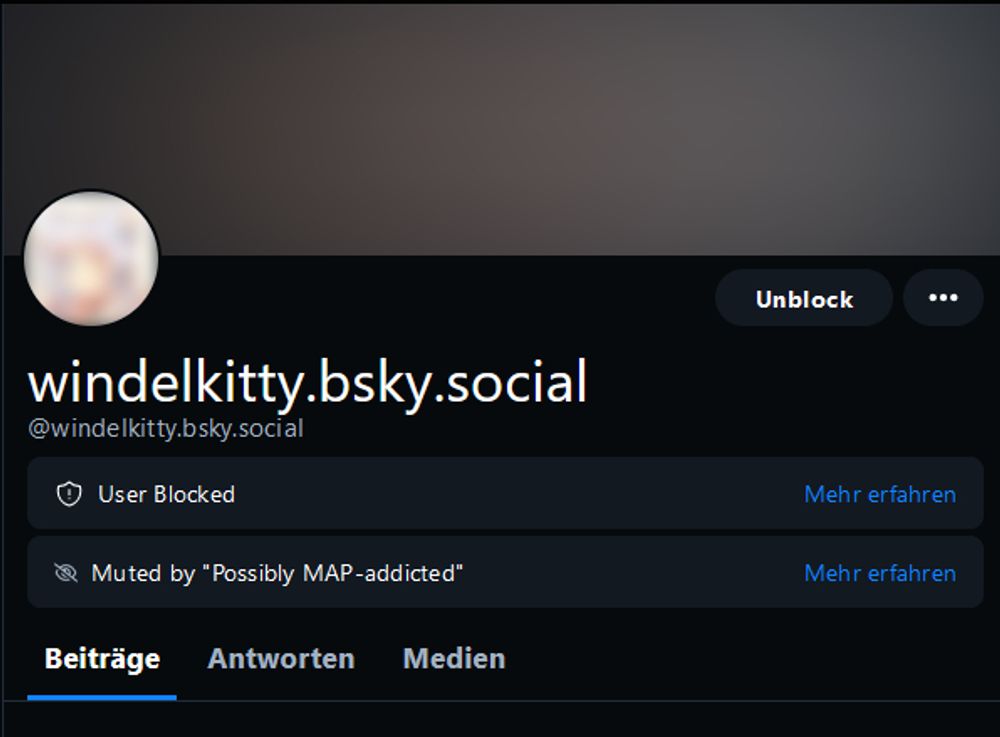 Unblock
windelkitty.bsky.social
@windelkitty.bsky.social
User Blocked Mehr erfahren
Muted by "Possibly MAP-addicted" Mehr erfahren
Beiträge Antworten Medien